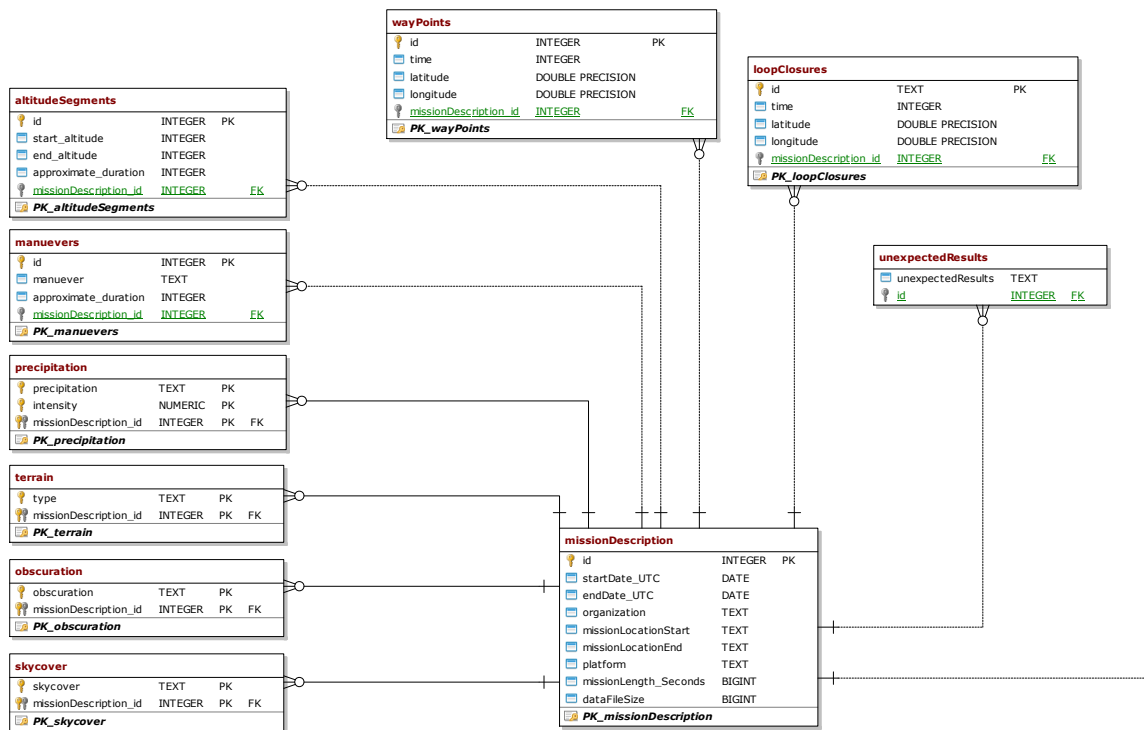 wayPoints
id INTEGER PK
time INTEGER
latitude DOUBLE PRECISION
longitude DOUBLE PRECISION
missionDescription_id INTEGER FK
PK_wayPoints
loopClosures
id TEXT PK
time INTEGER
latitude DOUBLE PRECISION
longitude DOUBLE PRECISION
missionDescription_id INTEGER FK
PK_loopClosures
altitudeSegments
id INTEGER PK
start_altitude INTEGER
end_altitude INTEGER
approximate_duration INTEGER
missionDescription_id INTEGER FK
PK_altitudeSegments
manuevers
id INTEGER PK
manuever TEXT
approximate_duration INTEGER
missionDescription_id INTEGER FK
PK_manuevers
unexpectedResults
unexpectedResults TEXT
id INTEGER FK
precipitation
precipitation TEXT PK
intensity NUMERIC PK
missionDescription_id INTEGER PK FK
PK_precipitation
terrain
type TEXT PK
missionDescription_id INTEGER PK FK
PK_terrain
obscuration
obscuration TEXT PK
missionDescription_id INTEGER PK FK
PK_obscuration
skycover
skycover TEXT PK
missionDescription_id INTEGER PK FK
PK_skycover
missionDescription
id INTEGER PK
startDate_UTC DATE
endDate_UTC DATE
organization TEXT
missionLocationStart TEXT
missionLocationEnd TEXT
platform TEXT
missionLength_Seconds BIGINT
dataFileSize BIGINT
PK_missionDescription